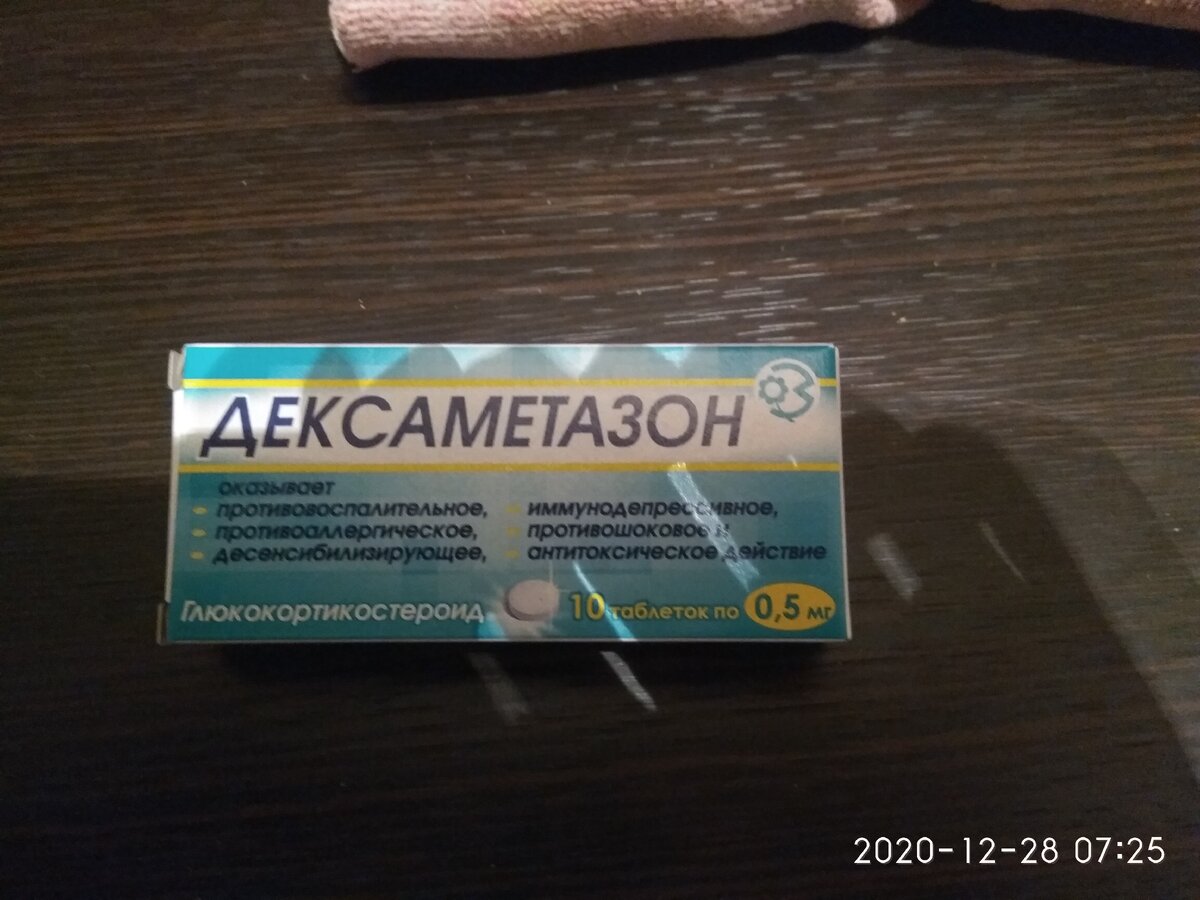 ДЕКСАМЕТАЗОН
оказывает
противовоспалительное,
противоаллергическое,
десенсибилизирующее,
иммунодепрессивное,
противошоковое и
антитоксическое действие
Глюкокортикостероид
10 таблеток по 0,5 мг
2020-12-28 07:25